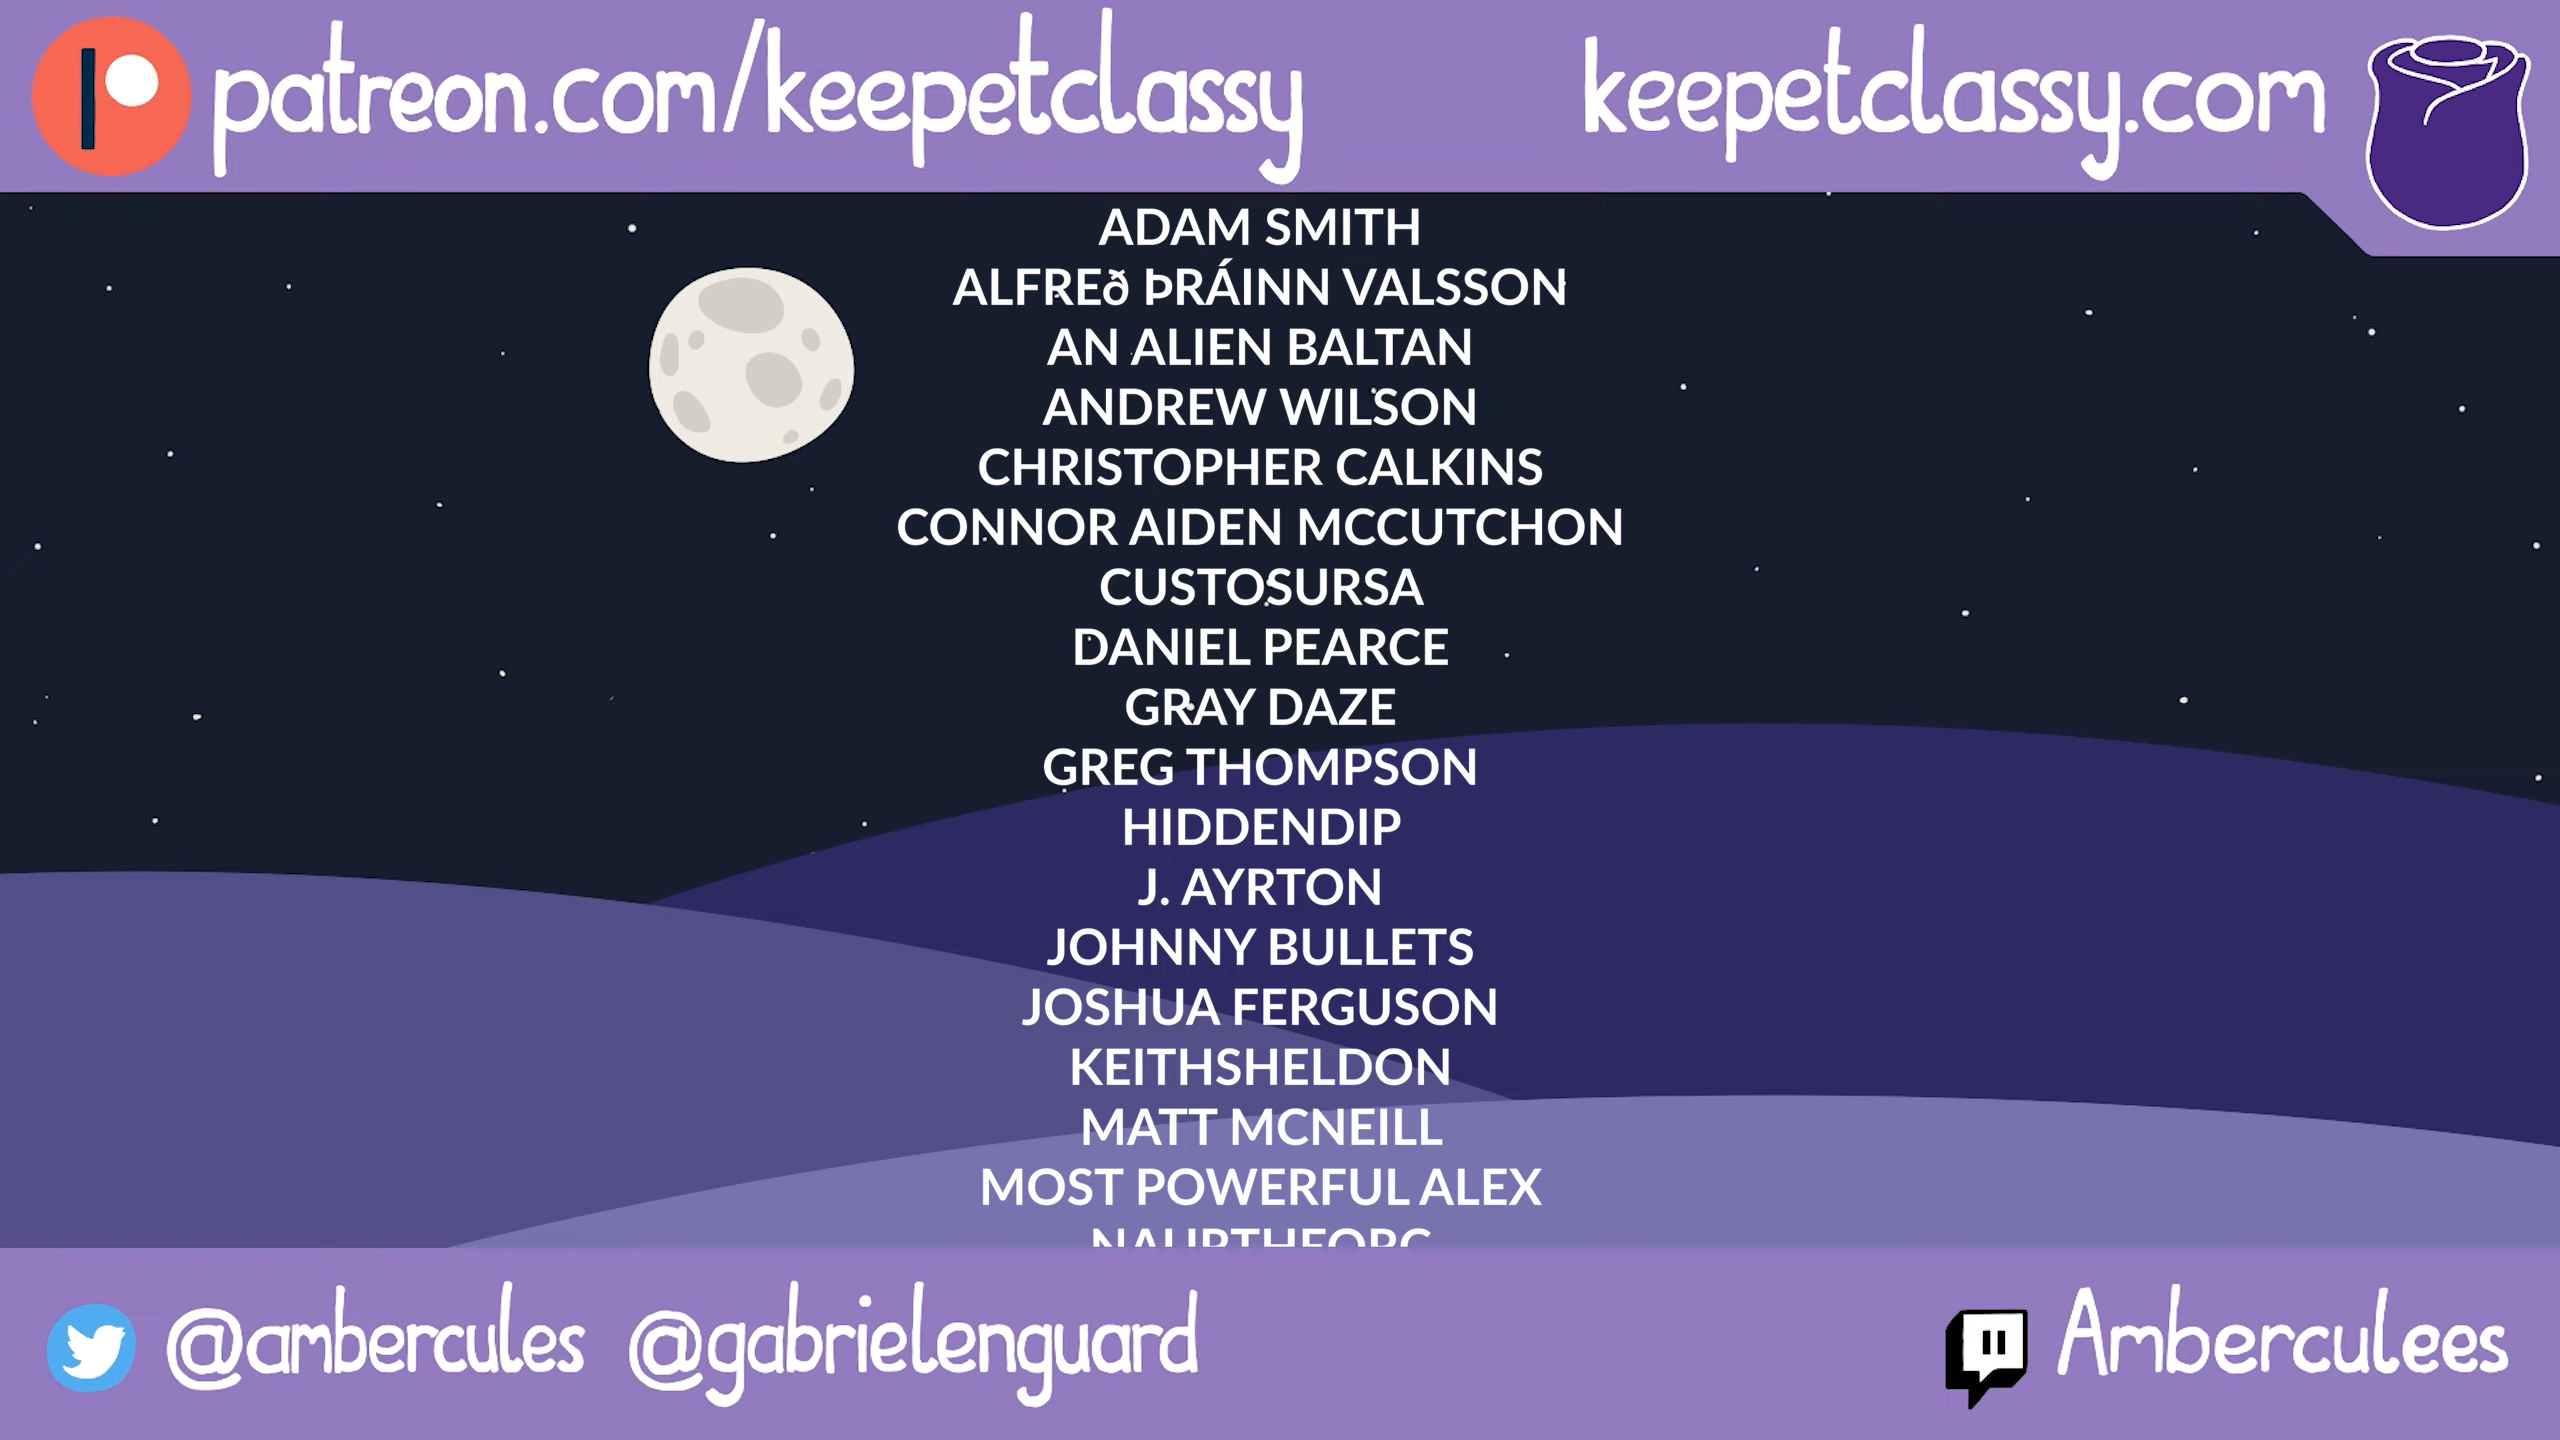 patreon.com/keepetclassy
keepetclassy.com
ADAM SMITH
ALFREð ÞRÁINN VALSSON
AN ALIEN BALTAN
ANDREW WILSON
CHRISTOPHER CALKINS
CONNOR AIDEN MCCUTCHON
CUSTOSURSA
DANIEL PEARCE
GRAY DAZE
GREG THOMPSON
HIDDENDIP
J. AYRTON
JOHNNY BULLETS
JOSHUA FERGUSON
KEITHSHELDON
MATT MCNEILL
MOST POWERFUL ALEX
@ambercules @gabrielenguard
Amberculees